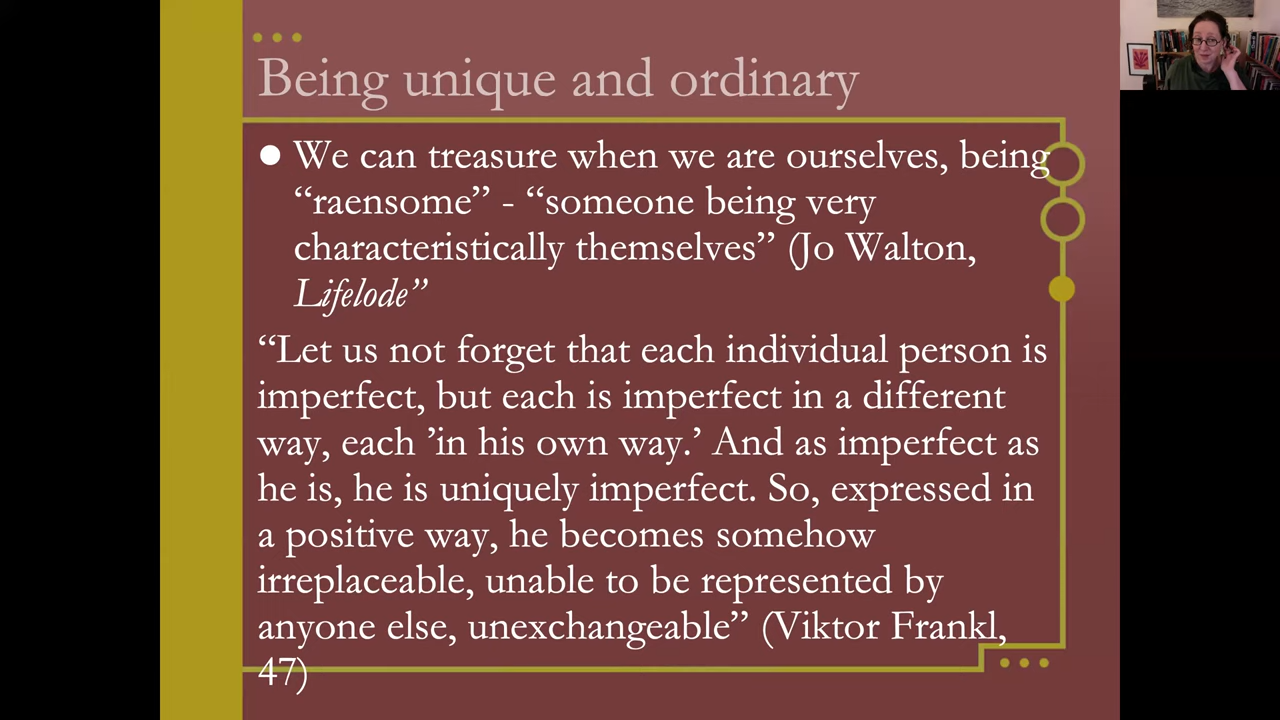 Being unique and ordinary
● We can treasure when we are ourselves, being
“raensome” - “someone being very
characteristically themselves” (Jo Walton,
Lifelode”
“Let us not forget that each individual person is
imperfect, but each is imperfect in a different
way, each ’in his own way.’ And as imperfect as
he is, he is uniquely imperfect. So, expressed in
a positive way, he becomes somehow
irreplaceable, unable to be represented by
anyone else, unexchangeable” (Viktor Frankl,
47)